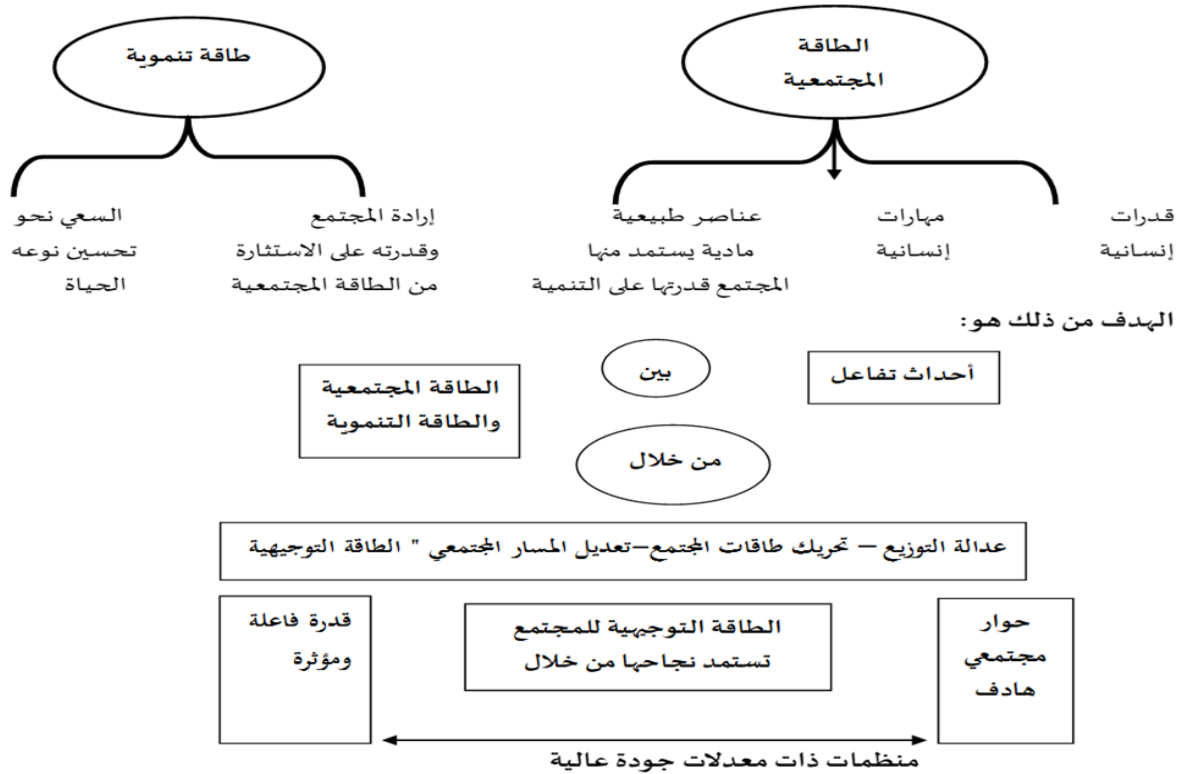 الطاقة
المجتمعية
طاقة تنموية
قدرات
إنسانية
مهارات
إنسانية
عناصر طبيعية
مادية يستمد منها
المجتمع قدرتها على التنمية
إرادة المجتمع
وقدرته على الاستثارة
من الطاقة المجتمعية
السعي نحو
تحسين نوعه
الحياة
الهدف من ذلك هو:
أحداث تفاعل
بين
الطاقة المجتمعية
والطاقة التنموية
من خلال
عدالة التوزيع – تحريك طاقات المجتمع–تعديل المسار المجتمعي " الطاقة التوجيهية
حوار
مجتمعي
هادف
الطاقة التوجيهية للمجتمع
تستمد نجاحها من خلال
قدرة فاعلة
ومؤثرة
منظمات ذات معدلات جودة عالية